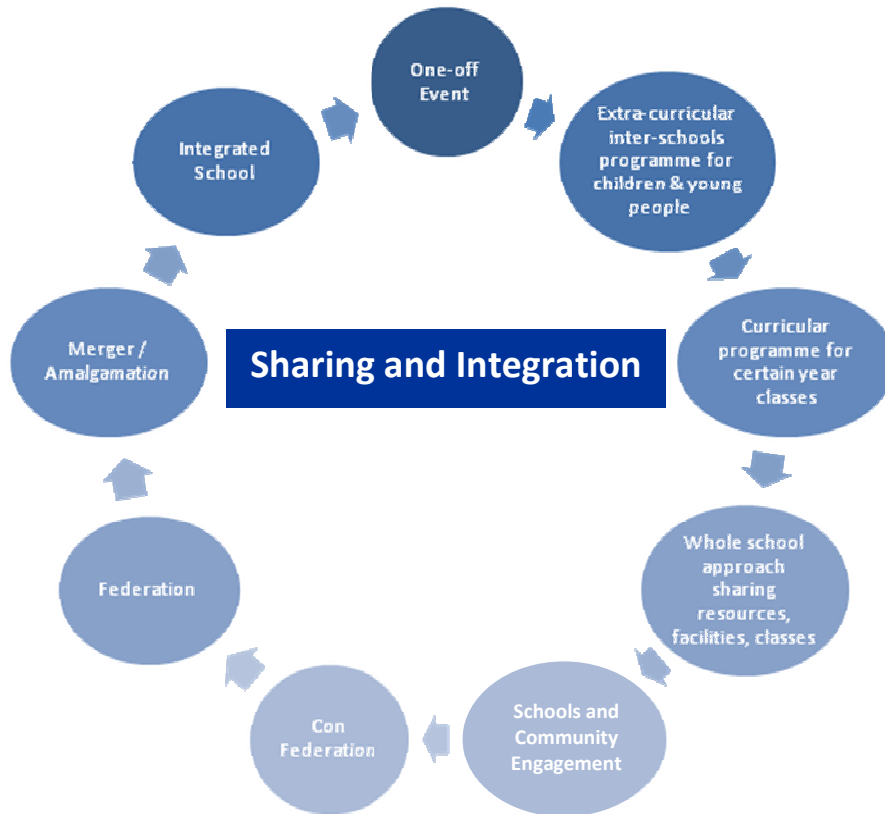 One-off
Event
Extra-curricular
inter-schools
programme for
children & young
people
Curricular
programme for
certain year
classes
Whole school
approach
sharing
resources,
facilities, classes
Schools and
Community
Engagement
Con
Federation
Federation
Merger /
Amalgamation
Integrated
School
Sharing and Integration